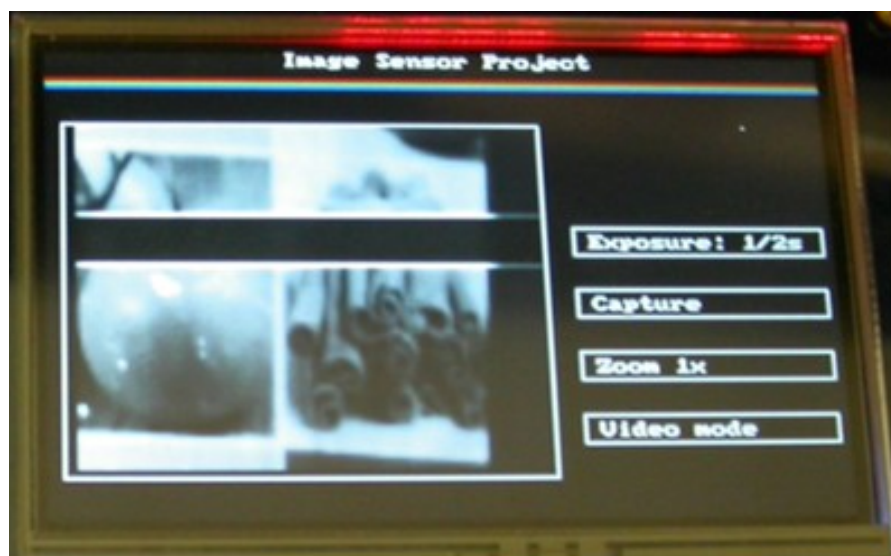 Image Sensor Project
Exposure: 1/2s
Capture
Zoom 1x
Video mode